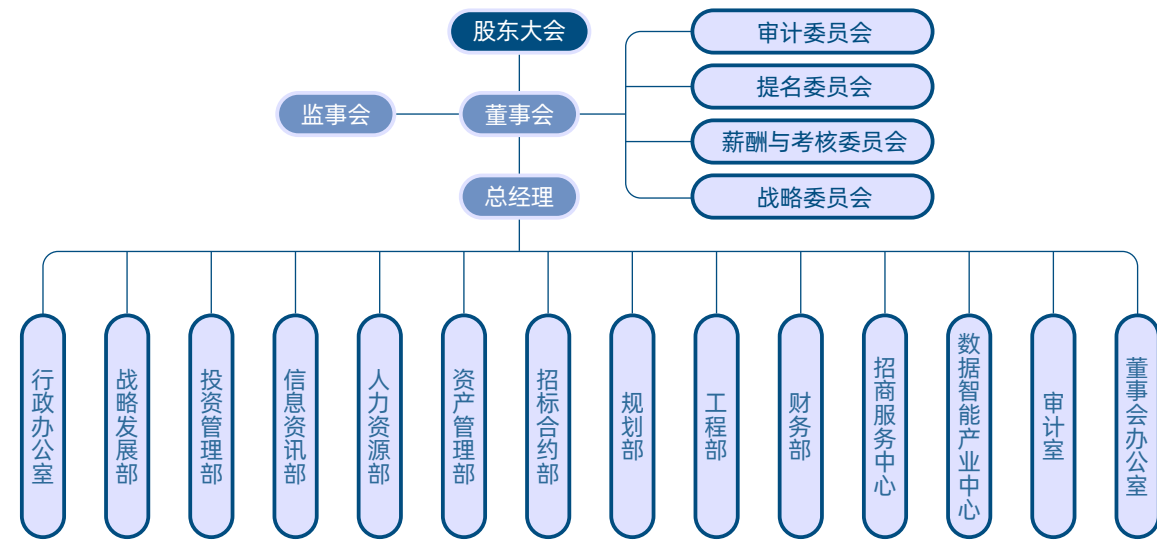 股东大会
审计委员会
提名委员会
监事会
董事会
薪酬与考核委员会
总经理
战略委员会
行政办公室
战略发展部
投资管理部
信息资讯部
人力资源部
资产管理部
招标合约部
规划部
工程部
财务部
招商服务中心
数据智能产业中心
审计室
董事会办公室